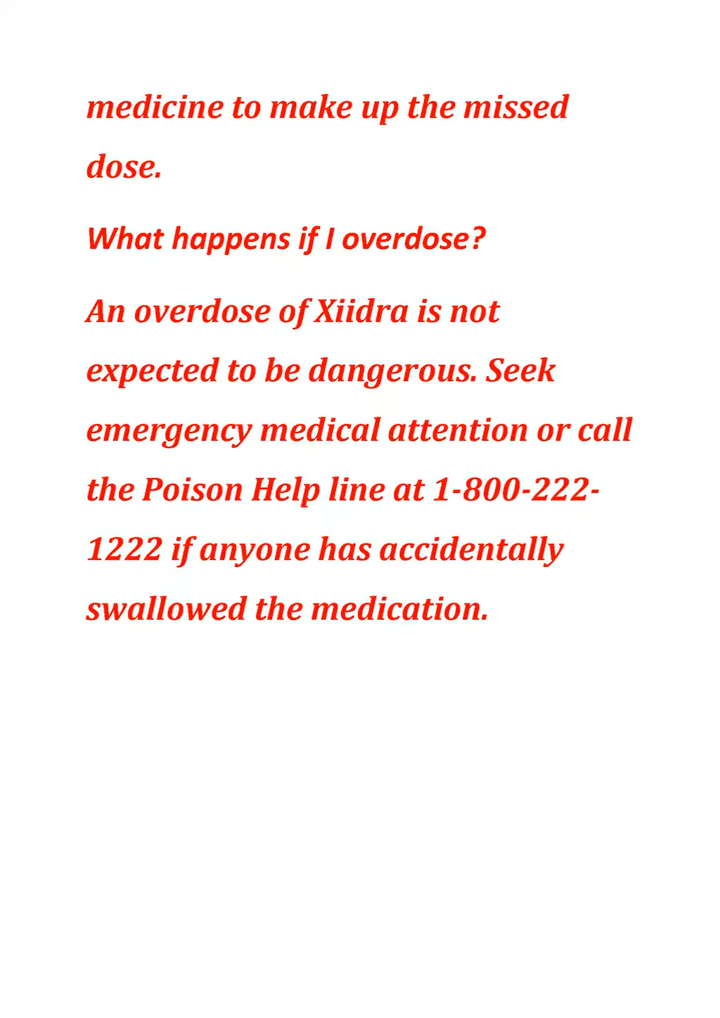 medicine to make up the missed
dose.
What happens if I overdose?
An overdose of Xiidra is not
expected to be dangerous. Seek
emergency medical attention or call
the Poison Help line at 1-800-222-
1222 if anyone has accidentally
swallowed the medication.